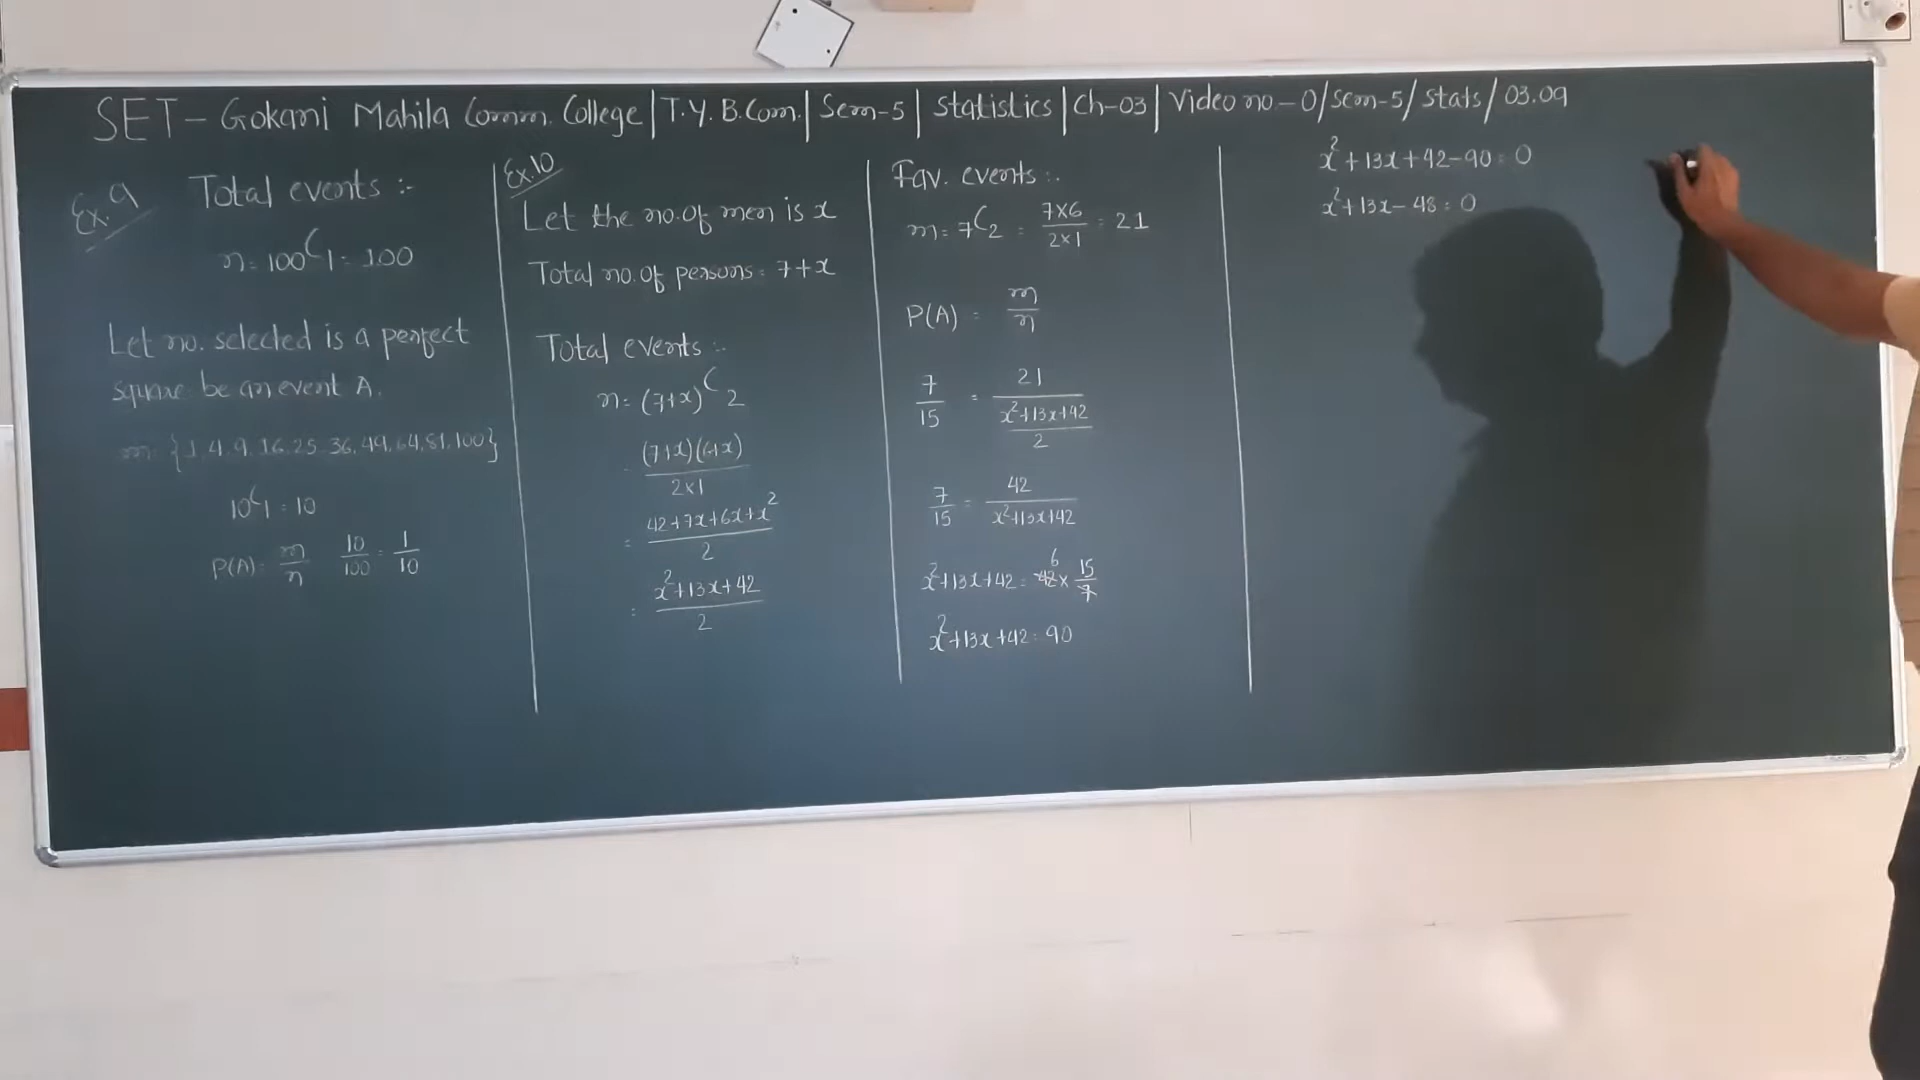 SET - Gokani Mahila Comm. College | T.Y.B.Com. | Sem-5 | Statistics | Ch-03 | Video no - 0/Sem-5/Stats/03.09
Ex.9 Total events :-
n = 100C1 = 100
Let no. selected is a perfect
square be an event A.
m = {1, 4, 9, 16, 25, 36, 49, 64, 81, 100}
10C1 = 10
P(A) = m/n 10/100 = 1/10
Ex.10
Let the no. of men is x
Total no. of persons = 7+x
Total events :-
n = (7+x)C2
= (7+x)(6+x)/2×1
= 42+7x+6x+x²/2
= x²+13x+42/2
Fav. events :-
m = 7C2 = 7×6/2×1 = 21
P(A) = m/n
7/15 = 21/x²+13x+42/2
7/15 = 42/x²+13x+42
x²+13x+42 = 42 6 × 15/7
x²+13x+42 = 90
x²+13x+42-90 = 0
x²+13x-48 = 0